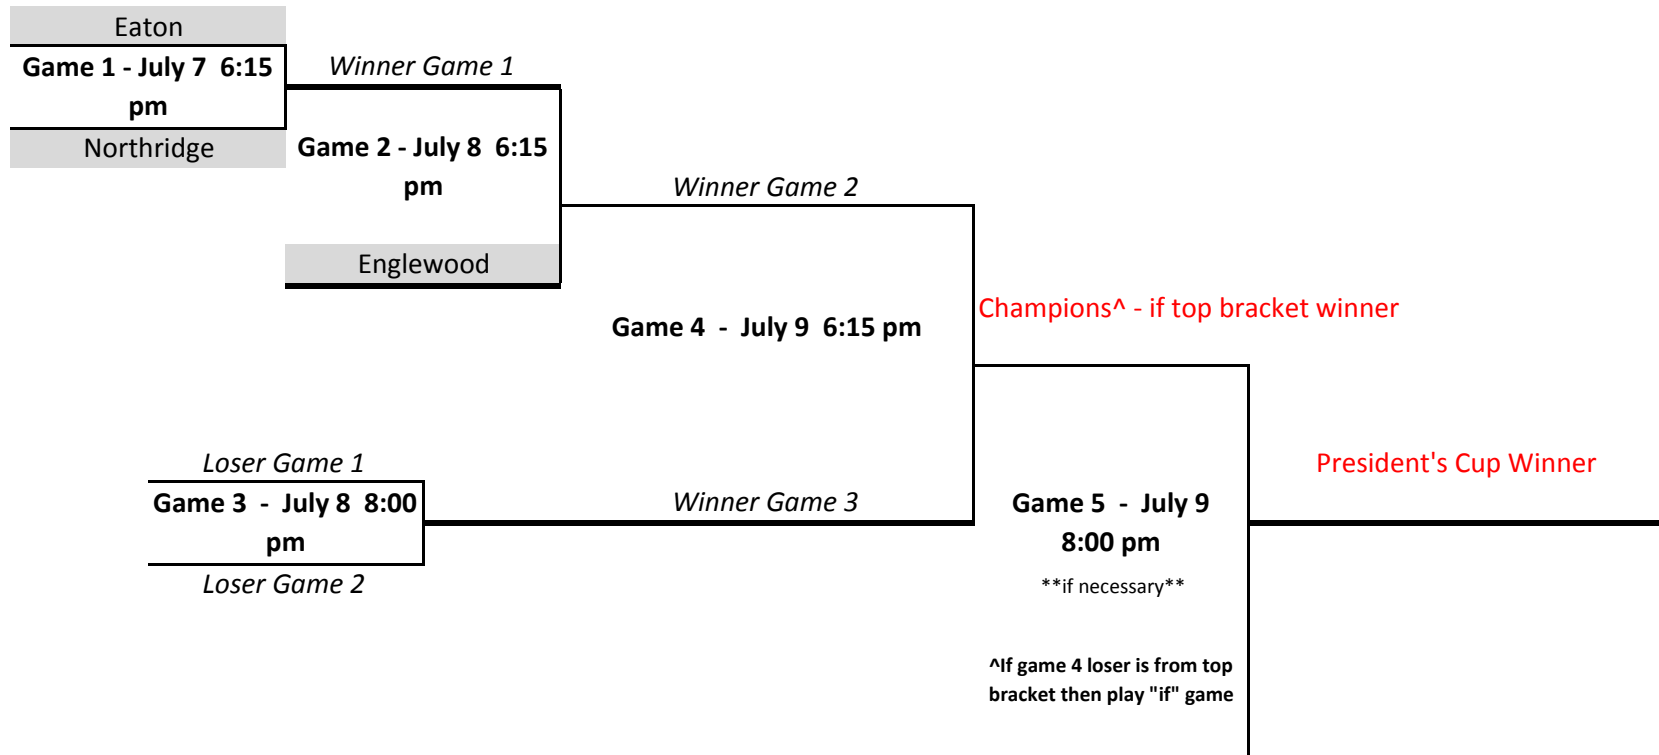 Eaton
Game 1 - July 7 6:15
pm
Northridge
Winner Game 1
Game 2 - July 8 6:15
pm
Englewood
Winner Game 2
Game 4 - July 9 6:15 pm
Champions^ - if top bracket winner
Loser Game 1
Game 3 - July 8 8:00
pm
Loser Game 2
Winner Game 3
Game 5 - July 9
8:00 pm
**if necessary**
^If game 4 loser is from top
bracket then play "if" game
President's Cup Winner